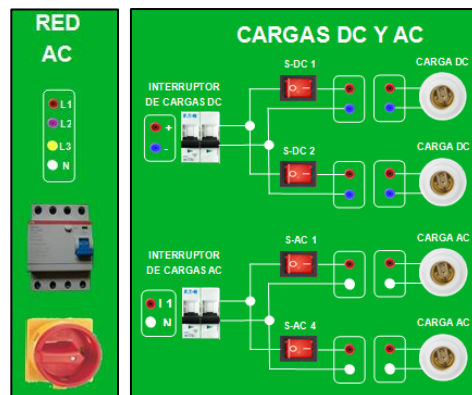 RED
AC
L1
L2
L3
N
CARGAS DC Y AC
S-DC 1
CARGA DC
INTERRUPTOR
DE CARGAS DC
+
-
S-DC 2
CARGA DC
S-AC 1
CARGA AC
INTERRUPTOR
DE CARGAS AC
N
S-AC 4
CARGA AC